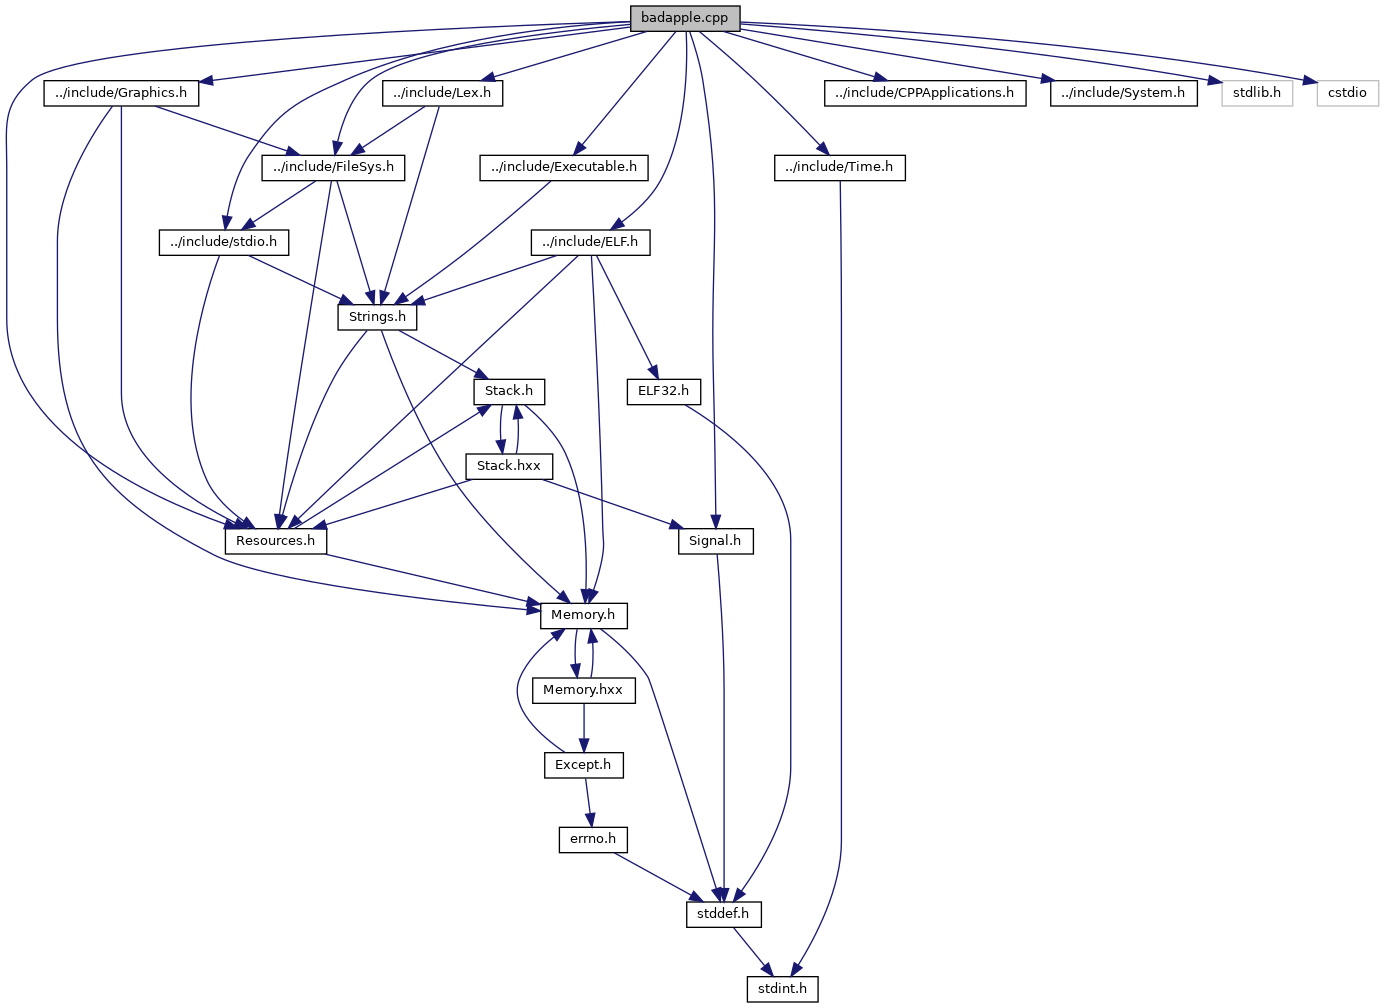 badapple.cpp
../include/Graphics.h
../include/Lex.h
../include/CPPApplications.h
../include/System.h
stdlib.h
cstdio
../include/FileSys.h
../include/Executable.h
../include/Time.h
../include/stdio.h
../include/ELF.h
Strings.h
Stack.h
ELF32.h
Stack.hxx
Resources.h
Signal.h
Memory.h
Memory.hxx
Except.h
errno.h
stddef.h
stdint.h